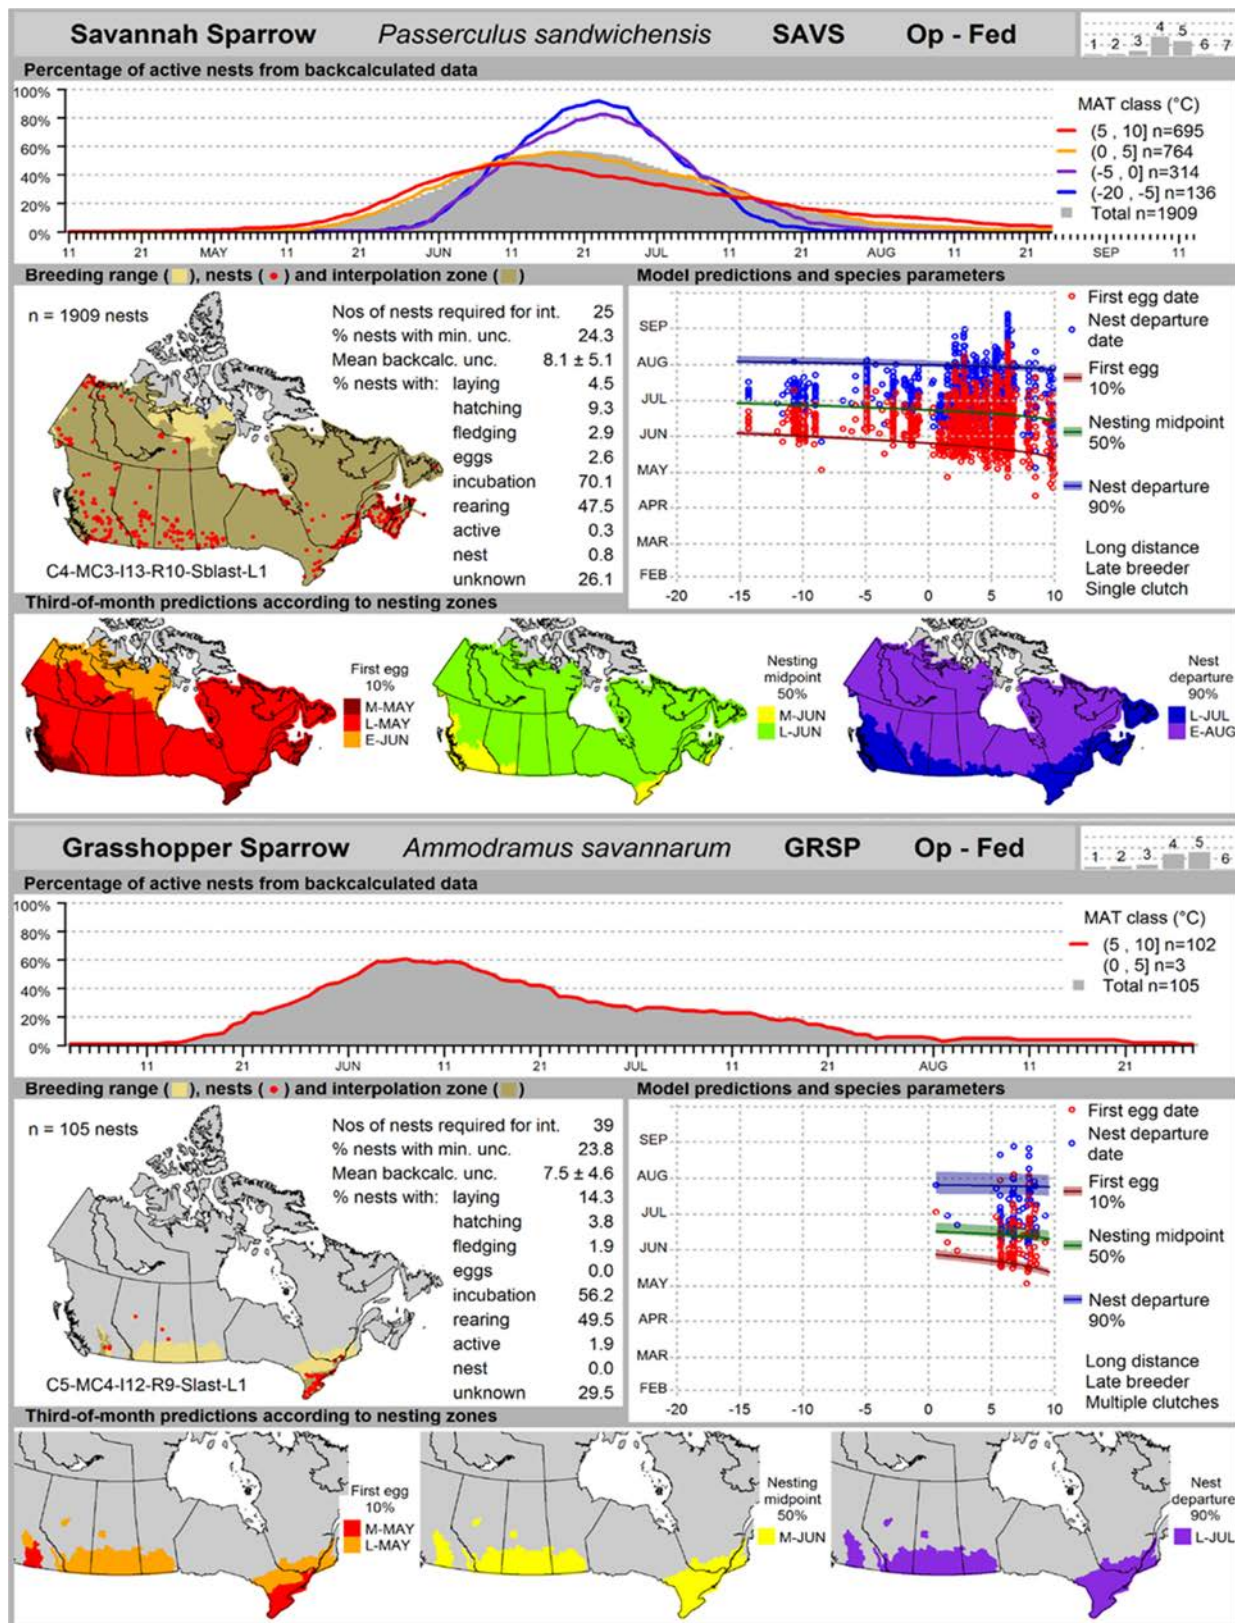 Savannah Sparrow Passerculus sandwichensis SAVS Op - Fed
1 2 3 4 5 6 7
Percentage of active nests from backcalculated data
100%
80%
60%
40%
20%
0%
11 21 MAY 11 21 JUN 11 21 JUL 11 21 AUG 11 21 SEP 11
MAT class (°C)
(5 , 10] n=695
(0 , 5] n=764
(-5 , 0] n=314
(-20 , -5] n=136
Total n=1909
Breeding range ( ), nests ( ) and interpolation zone ( )
n = 1909 nests
Nos of nests required for int. 25
% nests with min. unc. 24.3
Mean backcalc. unc. 8.1 ± 5.1
% nests with: laying 4.5
hatching 9.3
fledging 2.9
eggs 2.6
incubation 70.1
rearing 47.5
active 0.3
nest 0.8
unknown 26.1
C4-MC3-I13-R10-Sblast-L1
Model predictions and species parameters
SEP
AUG
JUL
JUN
MAY
APR
MAR
FEB
-20 -15 -10 -5 0 5 10
First egg date
Nest departure
date
First egg
10%
Nesting midpoint
50%
Nest departure
90%
Long distance
Late breeder
Single clutch
Third-of-month predictions according to nesting zones
First egg
10%
M-MAY
L-MAY
E-JUN
Nesting
midpoint
50%
M-JUN
L-JUN
Nest
departure
90%
L-JUL
E-AUG
Grasshopper Sparrow Ammodramus savannarum GRSP Op - Fed
1 2 3 4 5 6
Percentage of active nests from backcalculated data
100%
80%
60%
40%
20%
0%
11 21 JUN 11 21 JUL 11 21 AUG 11 21
MAT class (°C)
(5 , 10] n=102
(0 , 5] n=3
Total n=105
Breeding range ( ), nests ( ) and interpolation zone ( )
n = 105 nests
Nos of nests required for int. 39
% nests with min. unc. 23.8
Mean backcalc. unc. 7.5 ± 4.6
% nests with: laying 14.3
hatching 3.8
fledging 1.9
eggs 0.0
incubation 56.2
rearing 49.5
active 1.9
nest 0.0
unknown 29.5
C5-MC4-I12-R9-Slast-L1
Model predictions and species parameters
SEP
AUG
JUL
JUN
MAY
APR
MAR
FEB
-20 -15 -10 -5 0 5 10
First egg date
Nest departure
date
First egg
10%
Nesting midpoint
50%
Nest departure
90%
Long distance
Late breeder
Multiple clutches
Third-of-month predictions according to nesting zones
First egg
10%
M-MAY
L-MAY
Nesting
midpoint
50%
M-JUN
Nest
departure
90%
L-JUL